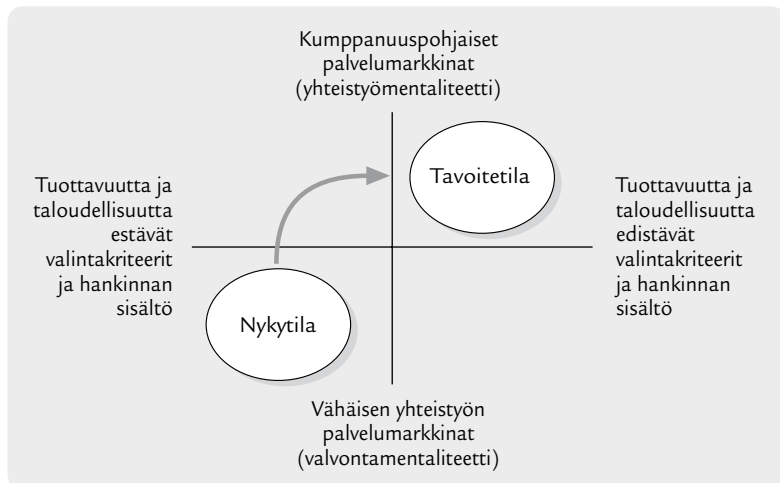 Kumppanuuspohjaiset
palvelumarkkinat
(yhteistyömentaliteetti)
Tavoitetila
Tuottavuutta ja
taloudellisuutta
estävät
valintakriteerit
ja hankinnan
sisältö
Tuottavuutta ja
taloudellisuutta
edistävät
valintakriteerit
ja hankinnan
sisältö
Nykytila
Vähäisen yhteistyön
palvelumarkkinat
(valvontamentaliteetti)